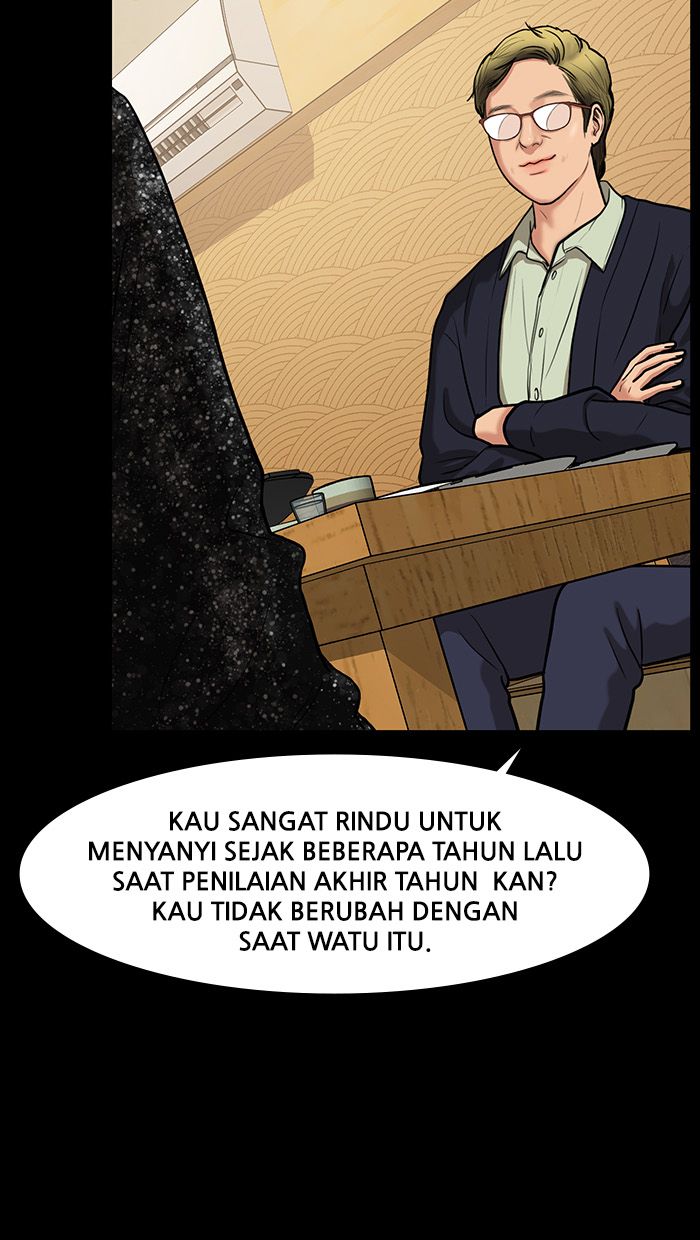 KAU SANGAT RINDU UNTUK
MENYANYI SEJAK BEBERAPA TAHUN LALU
SAAT PENILAIAN AKHIR TAHUN  KAN?
KAU TIDAK BERUBAH DENGAN
SAAT WATU ITU.